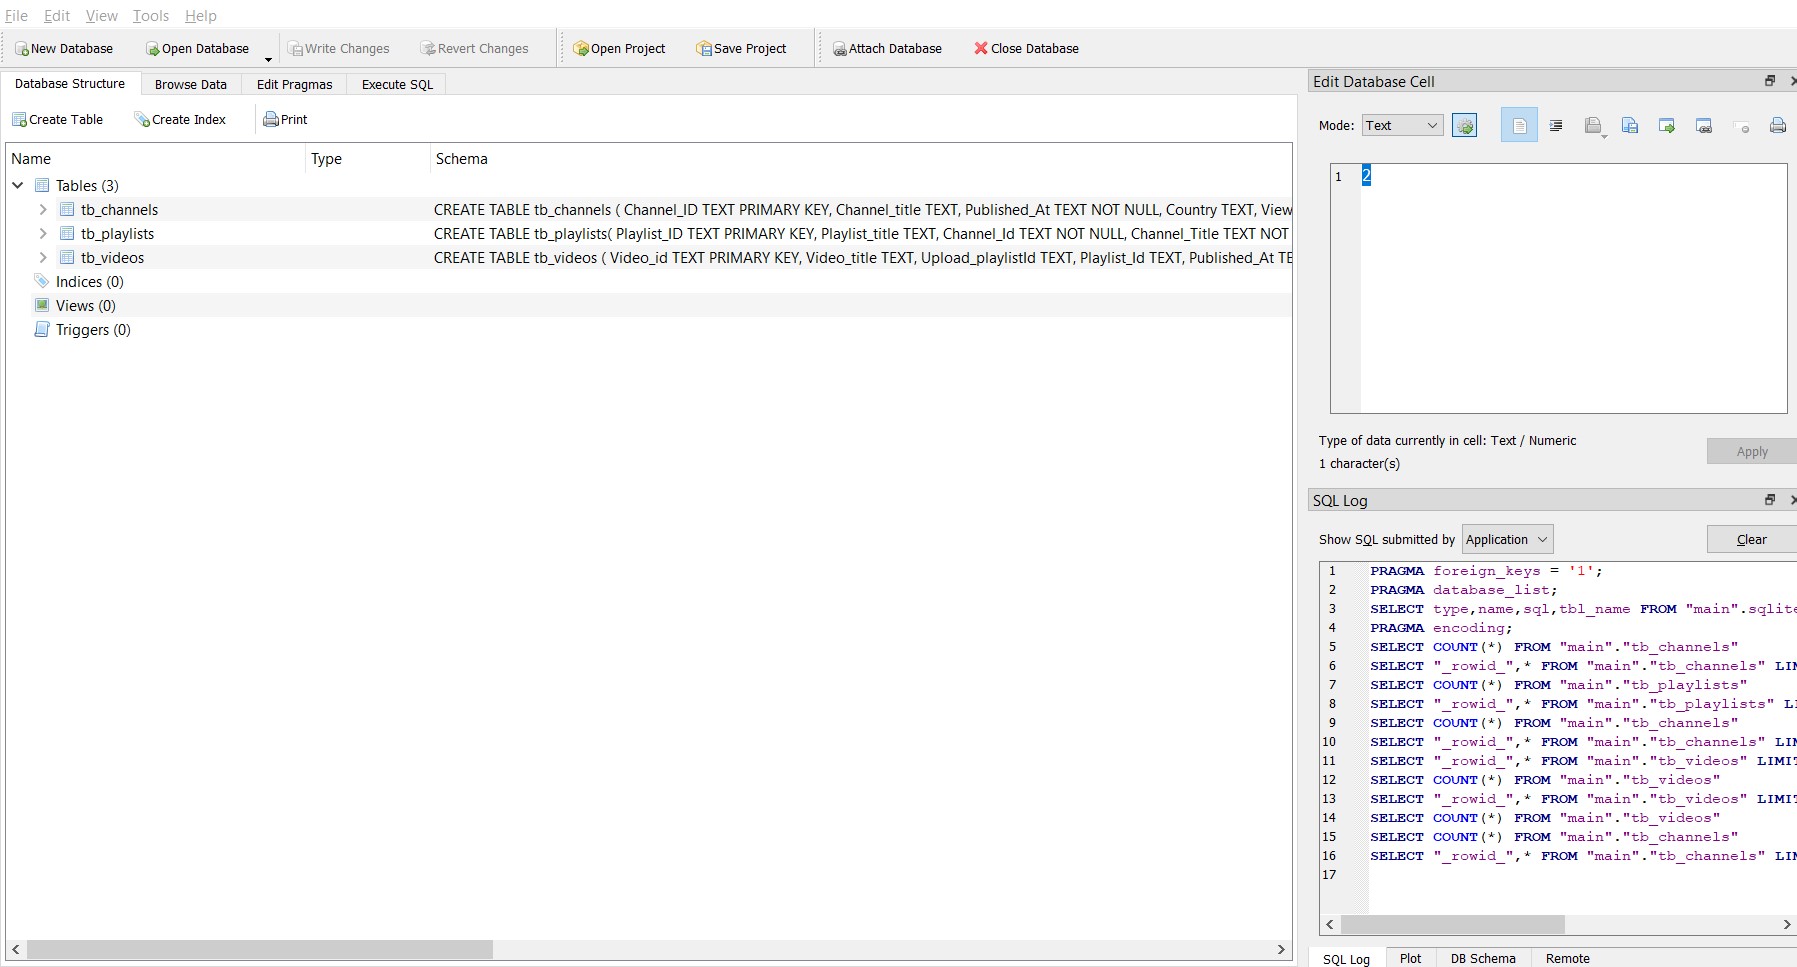 File Edit View Tools Help
New Database Open Database Write Changes Revert Changes Open Project Save Project Attach Database Close Database
Database Structure Browse Data Edit Pragmas Execute SQL
Create Table Create Index Print
Name Type Schema
Tables (3)
tb_channels CREATE TABLE tb_channels ( Channel_ID TEXT PRIMARY KEY, Channel_title TEXT, Published_At TEXT NOT NULL, Country TEXT, View
tb_playlists CREATE TABLE tb_playlists( Playlist_ID TEXT PRIMARY KEY, Playlist_title TEXT, Channel_Id TEXT NOT NULL, Channel_Title TEXT NOT
tb_videos CREATE TABLE tb_videos ( Video_id TEXT PRIMARY KEY, Video_title TEXT, Upload_playlistId TEXT, Playlist_Id TEXT, Published_At TE
Indices (0)
Views (0)
Triggers (0)
Edit Database Cell
Mode: Text
1 2
Type of data currently in cell: Text / Numeric
1 character(s)
Apply
SQL Log
Show SQL submitted by Application Clear
1 PRAGMA foreign_keys = '1';
2 PRAGMA database_list;
3 SELECT type,name,sql,tbl_name FROM "main".sqlite
4 PRAGMA encoding;
5 SELECT COUNT(*) FROM "main"."tb_channels"
6 SELECT "_rowid_",* FROM "main"."tb_channels" LIM
7 SELECT COUNT(*) FROM "main"."tb_playlists"
8 SELECT "_rowid_",* FROM "main"."tb_playlists" LI
9 SELECT COUNT(*) FROM "main"."tb_channels"
10 SELECT "_rowid_",* FROM "main"."tb_channels" LIM
11 SELECT "_rowid_",* FROM "main"."tb_videos" LIMIT
12 SELECT COUNT(*) FROM "main"."tb_videos"
13 SELECT "_rowid_",* FROM "main"."tb_videos" LIMIT
14 SELECT COUNT(*) FROM "main"."tb_videos"
15 SELECT COUNT(*) FROM "main"."tb_channels"
16 SELECT "_rowid_",* FROM "main"."tb_channels" LIM
17
SQL Log Plot DB Schema Remote